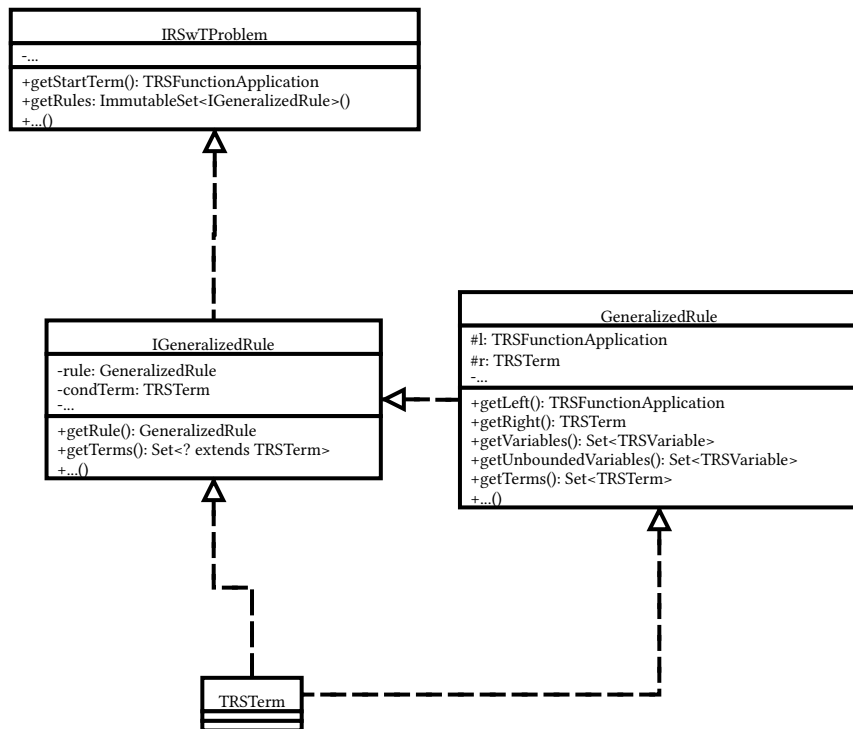 IRSwTProblem
-...
+getStartTerm(): TRSFunctionApplication
+getRules: ImmutableSet<IGeneralizedRule>()
+...()
IGeneralizedRule
-rule: GeneralizedRule
-condTerm: TRSTerm
-...
+getRule(): GeneralizedRule
+getTerms(): Set<? extends TRSTerm>
+...()
GeneralizedRule
#l: TRSFunctionApplication
#r: TRSTerm
-...
+getLeft(): TRSFunctionApplication
+getRight(): TRSTerm
+getVariables(): Set<TRSVariable>
+getUnboundedVariables(): Set<TRSVariable>
+getTerms(): Set<TRSTerm>
+...()
TRSTerm